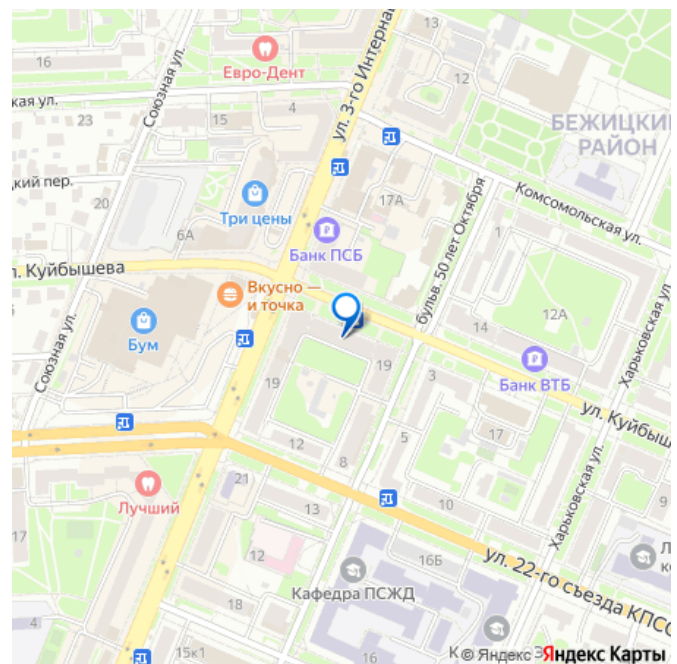 16
Евро-Дент
13
12
Союзная ул.
ул. 3-го Интерна
кая ул.
23
15
4
БЕЖИЦКИ
РАЙОН
кий пер.
20
Три цены
17А
Комсомольская ул.
6А
Банк ПСБ
бульв. 50 лет Октября
1
л. Куйбышева
Вкусно —
и точка
12А
Харьковская ул.
Бум
14
Союзная ул.
19
19
3
Банк ВТБ
ул. Куйбыш
12
5
17
8
Харьковская ул.
Лучший
21
13
10
9
17
12
16Б
ул. 22-го съезда КПСС
Кафедра ПСЖД
18
4
15к1
© Яндекс Яндекс Карты